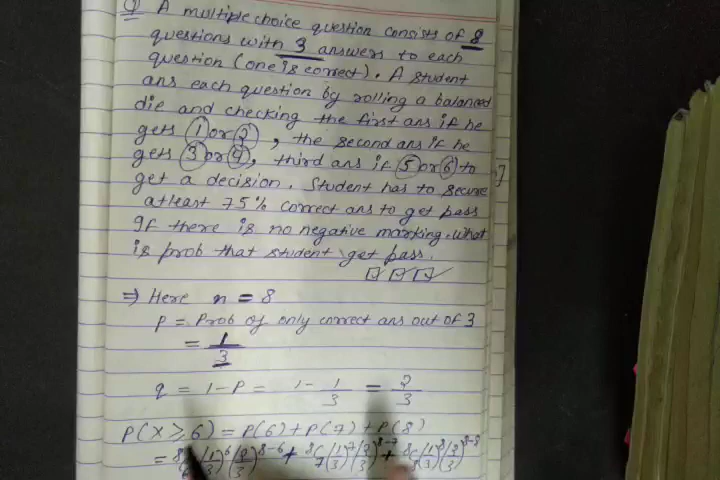 Q A multiple choice question consists of 8
questions with 3 answers to each
question (one is correct). A student
ans each question by rolling a balanced
die and checking the first ans if he
gets 1 or 2, the second ans if he
gets 3 or 4, third ans if 5 or 6 to
get a decision. Student has to secure
atleast 75% correct ans to get pass
If there is no negative marking. What
is prob that student get pass.
⇒ Here n = 8
P = Prob of only correct ans out of 3
= 1/3
q = 1-P = 1-1/3 = 2/3
P(X≥6) = P(6)+P(7)+P(8)